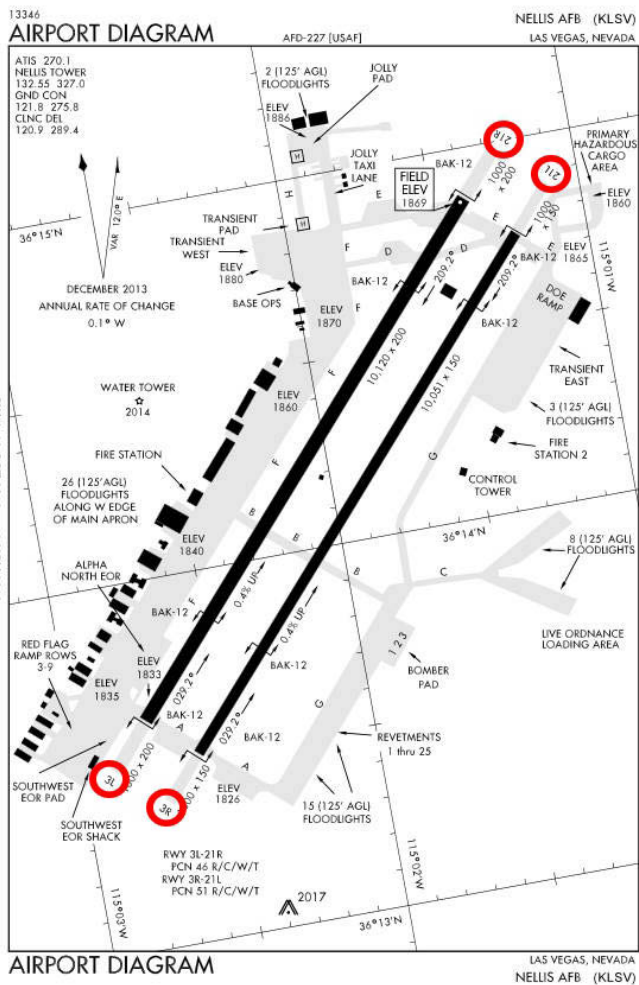 13346
AIRPORT DIAGRAM
AFD-227 [USAF]
NELLIS AFB (KLSV)
LAS VEGAS, NEVADA
ATIS 270.1
NELLIS TOWER
132.55 327.0
GND CON
121.8 275.8
CLNC DEL
120.9 289.4
2 (125' AGL)
FLOODLIGHTS
JOLLY
PAD
ELEV
1886
H
JOLLY
TAXI
LANE
BAK-12
21R
21L
PRIMARY
HAZARDOUS
CARGO
AREA
ELEV
1860
1000
x 200
1000
x 150
FIELD
ELEV
1869
H
E
E
E
36°15'N
VAR 12.0° E
TRANSIENT
PAD
H
TRANSIENT
WEST
F
D
D
ELEV
1880
BASE OPS
BAK-12
209.2°
209.2°
BAK-12
ELEV
1865
115°01'W
DOE
RAMP
DECEMBER 2013
ANNUAL RATE OF CHANGE
0.1° W
ELEV
1870
F
BAK-12
10,120 x 200
10,051 x 150
TRANSIENT
EAST
F
WATER TOWER
2014
ELEV
1860
3 (125' AGL)
FLOODLIGHTS
FIRE STATION
F
G
FIRE
STATION 2
CONTROL
TOWER
26 (125'AGL)
FLOODLIGHTS
ALONG W EDGE
OF MAIN APRON
B
B
ELEV
1840
36°14'N
8 (125' AGL)
FLOODLIGHTS
ALPHA
NORTH EOR
B
C
F
0.4% UP
BAK-12
0.4% UP
LIVE ORDNANCE
LOADING AREA
RED FLAG
RAMP ROWS
3-9
ELEV
1833
ELEV
1835
029.2°
BAK-12
1 2 3
BOMBER
PAD
BAK-12
A
029.2°
BAK-12
G
REVETMENTS
1 thru 25
A
3L
1000 x 200
3R
ELEV
1826
15 (125' AGL)
FLOODLIGHTS
SOUTHWEST
EOR PAD
SOUTHWEST
EOR SHACK
RWY 3L-21R
PCN 46 R/C/W/T
RWY 3R-21L
PCN 51 R/C/W/T
115°03'W
2017
115°02'W
36°13'N
AIRPORT DIAGRAM
LAS VEGAS, NEVADA
NELLIS AFB (KLSV)